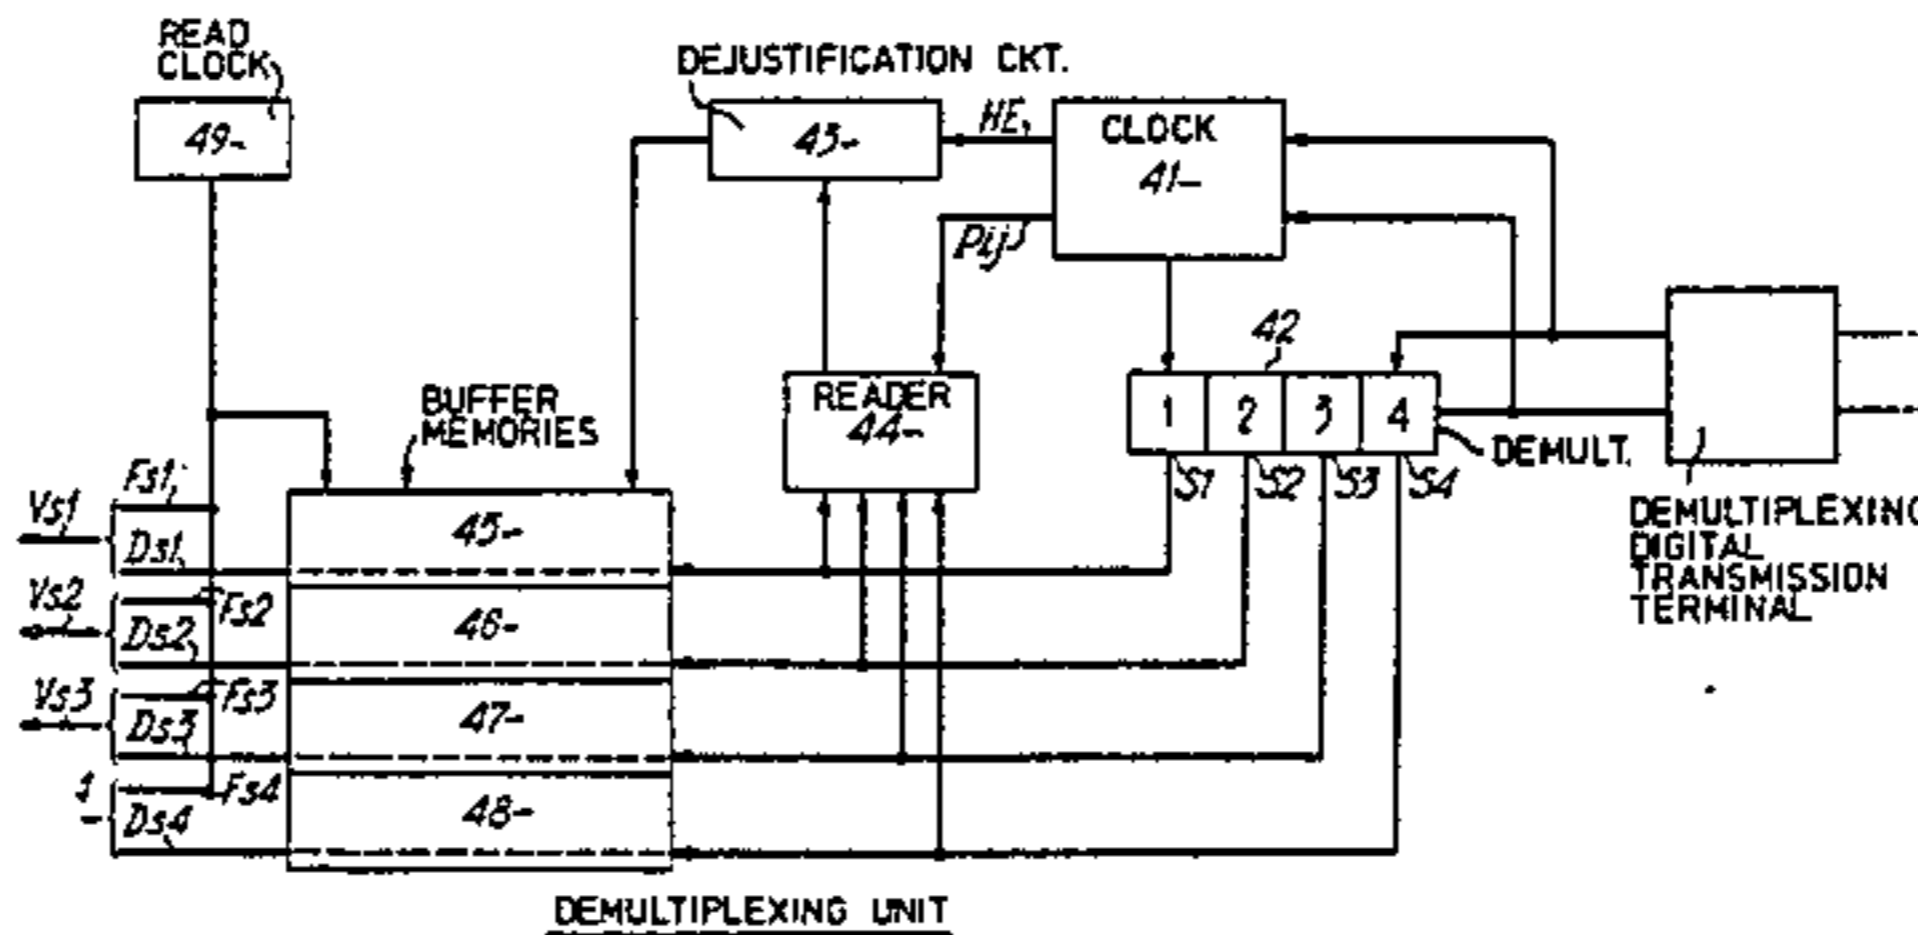 READ
CLOCK
49-
DEJUSTIFICATION CKT.
43-
HE,
CLOCK
41-
Pij
42
READER
44-
1 2 3 4
DEMULT.
S1 S2 S3 S4
BUFFER
MEMORIES
DEMULTIPLEXING
DIGITAL
TRANSMISSION
TERMINAL
Vs1
Fs1,
Ds1,
45-
Vs2
Fs2
Ds2
46-
Vs3
Fs3
Ds3
47-
Fs4
Ds4
48-
DEMULTIPLEXING UNIT